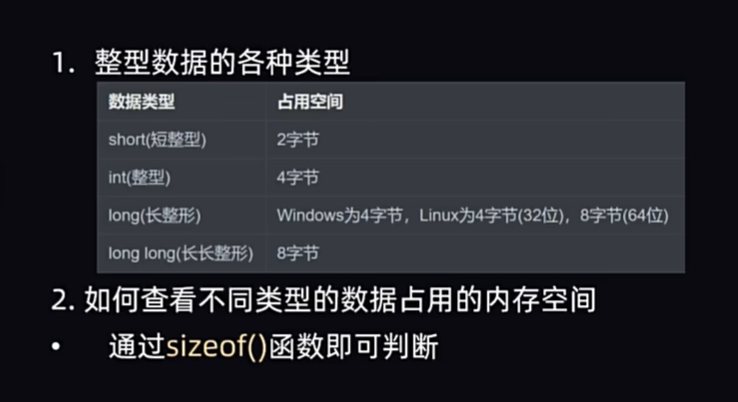 1. 整型数据的各种类型
数据类型 占用空间
short(短整型) 2字节
int(整型) 4字节
long(长整形) Windows为4字节，Linux为4字节(32位)，8字节(64位)
long long(长长整形) 8字节
2. 如何查看不同类型的数据占用的内存空间
• 通过sizeof()函数即可判断